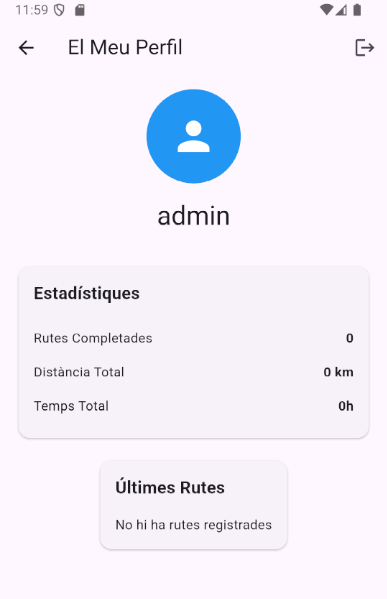 11:59
El Meu Perfil
admin
Estadístiques
Rutes Completades 0
Distància Total 0 km
Temps Total 0h
Últimes Rutes
No hi ha rutes registrades